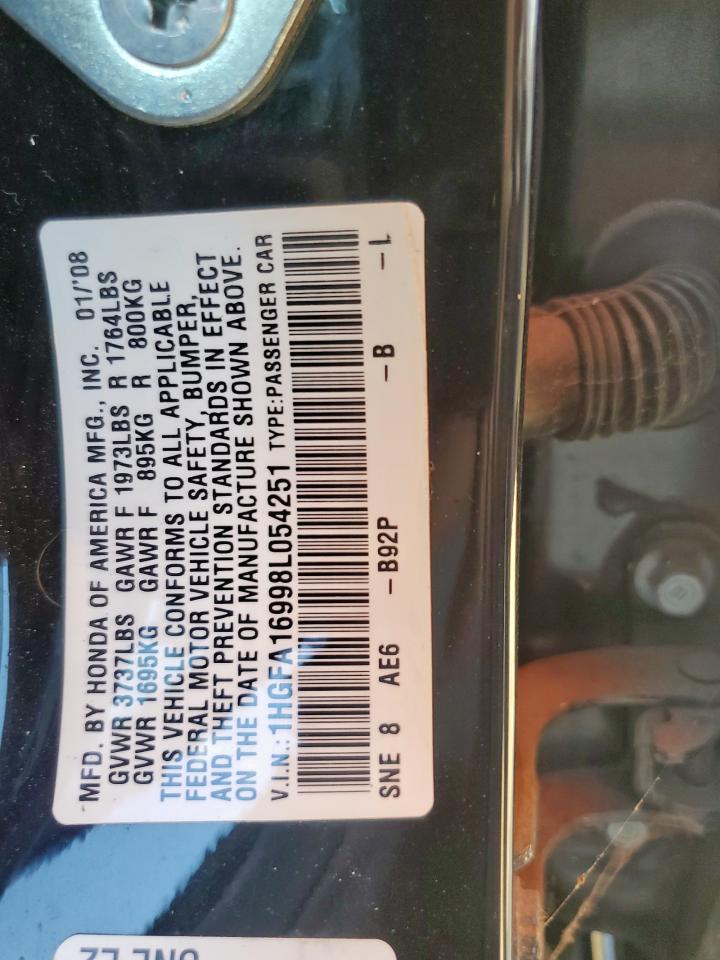 MFD. BY HONDA OF AMERICA MFG., INC. 01/'08
GVWR 3737LBS GAWR F 1973LBS R 1764LBS
GVWR 1695KG GAWR F 895KG R 800KG
THIS VEHICLE CONFORMS TO ALL APPLICABLE
FEDERAL MOTOR VEHICLE SAFETY, BUMPER,
AND THEFT PREVENTION STANDARDS IN EFFECT
ON THE DATE OF MANUFACTURE SHOWN ABOVE.
V.I.N.: 1HGFA16998L054251 TYPE:PASSENGER CAR
SNE 8 AE6 - B92P - B - L